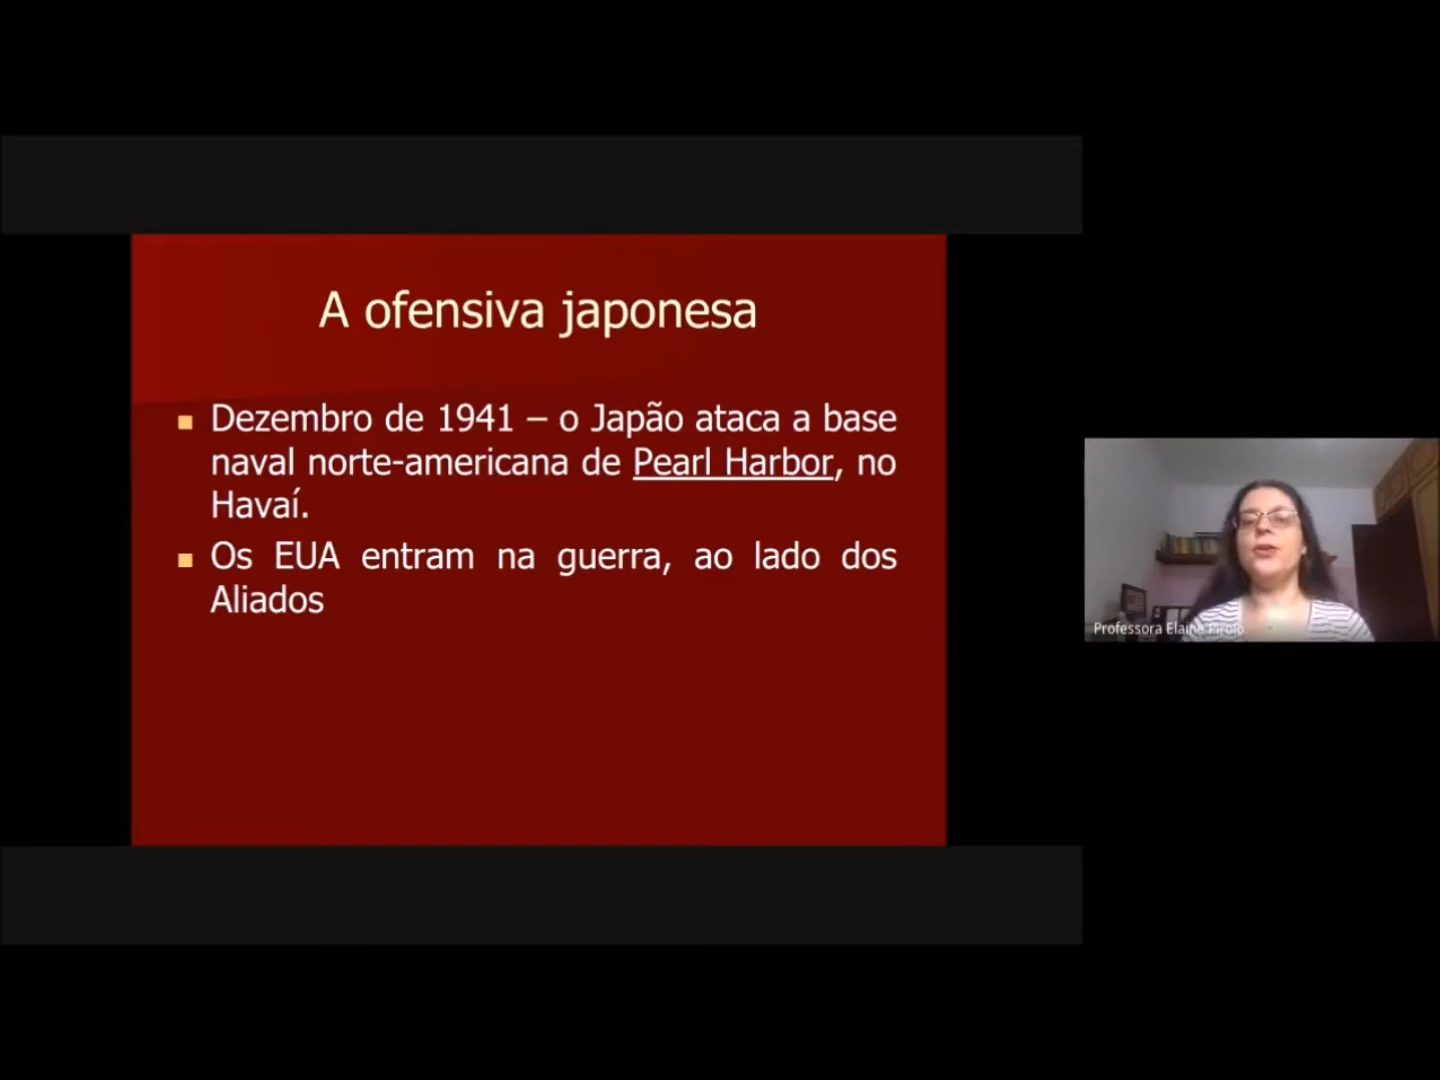 A ofensiva japonesa
Dezembro de 1941 – o Japão ataca a base
naval norte-americana de Pearl Harbor, no
Havaí.
Os EUA entram na guerra, ao lado dos
Aliados
Professora Elaine